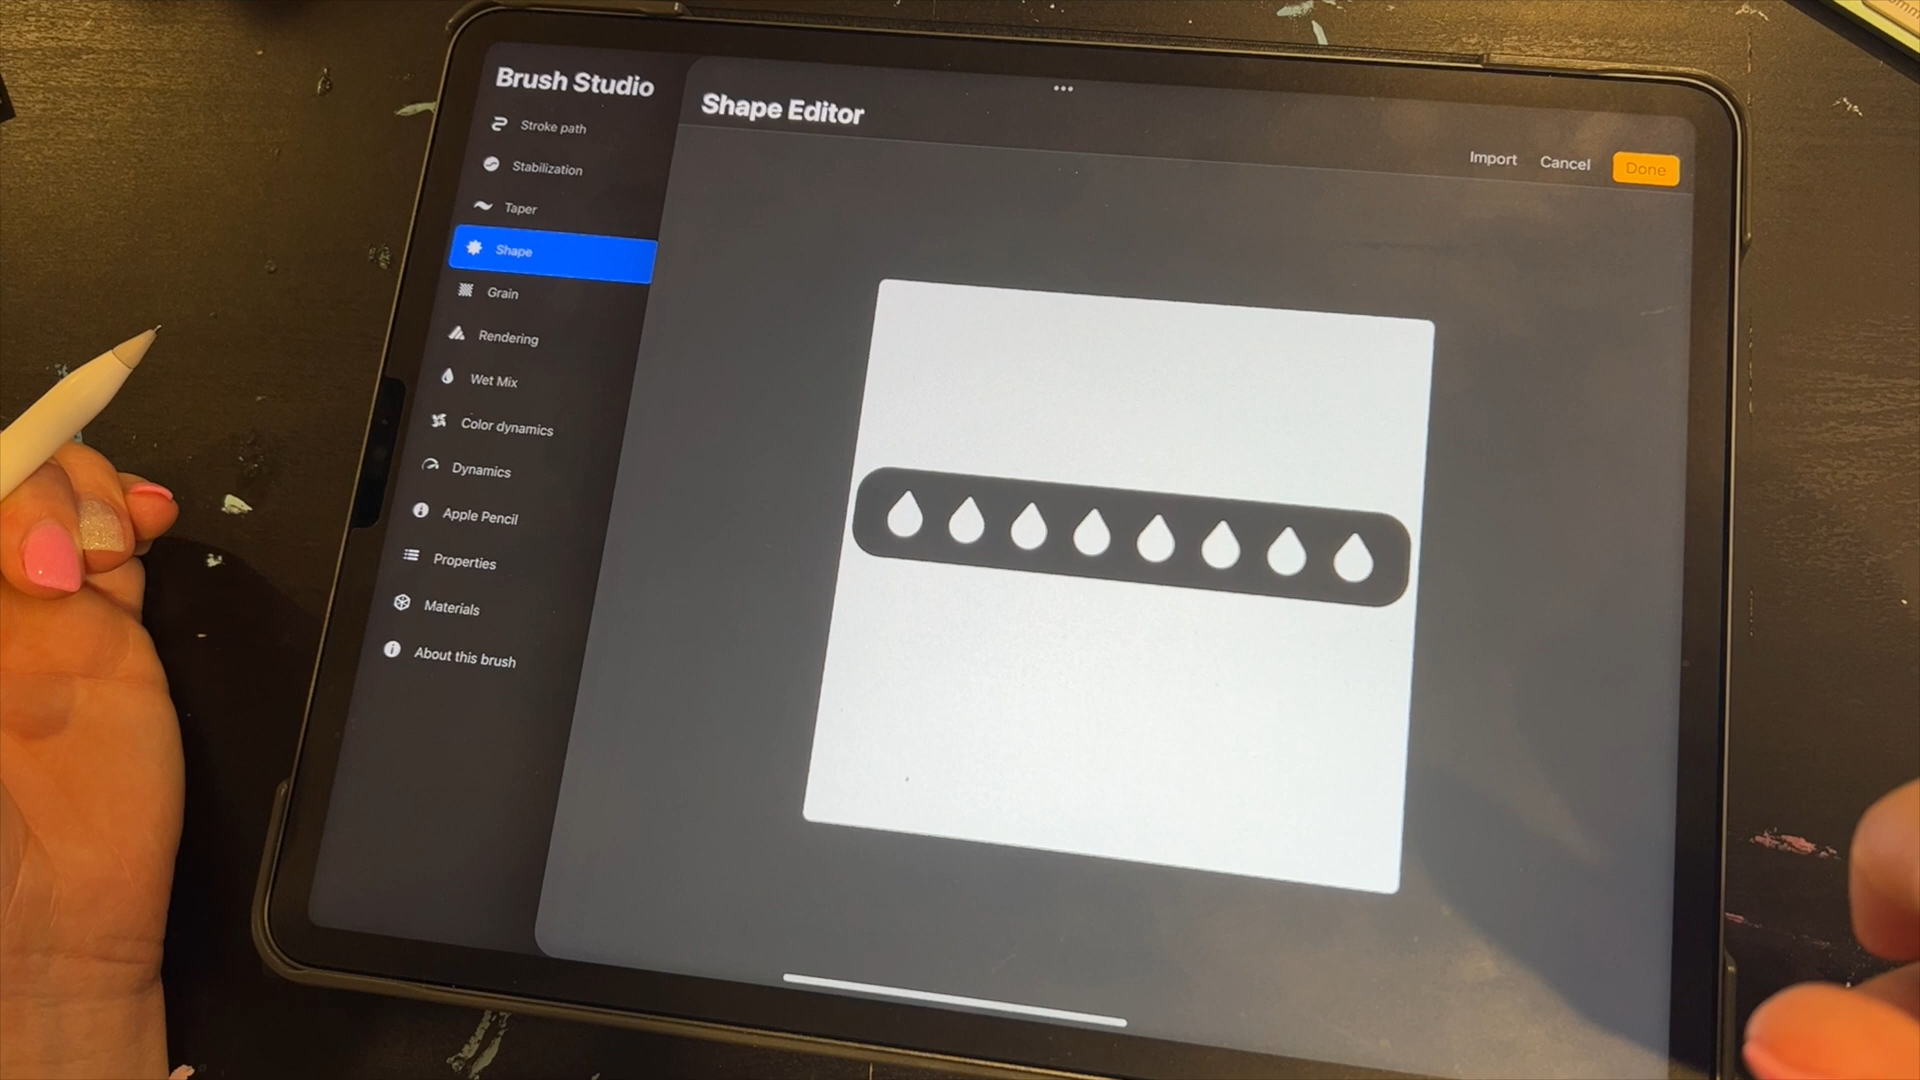 Brush Studio
Stroke path
Stabilization
Taper
Shape
Grain
Rendering
Wet Mix
Color dynamics
Dynamics
Apple Pencil
Properties
Materials
About this brush
Shape Editor
Import Cancel Done